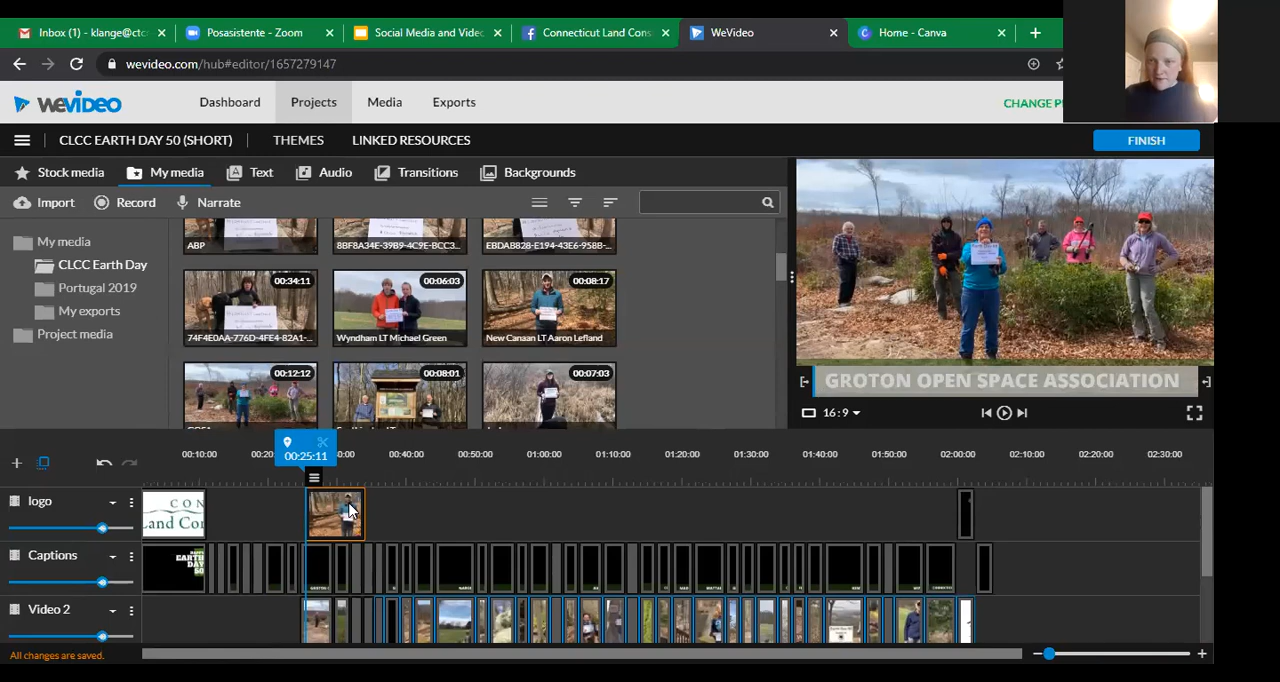 Inbox (1) - klange@ctc
Posasistente - Zoom
Social Media and Video
Connecticut Land Cons
WeVideo
Home - Canva
wevideo.com/hub#editor/1657279147
wevideo
Dashboard
Projects
Media
Exports
CHANGE P
CLCC EARTH DAY 50 (SHORT)
THEMES
LINKED RESOURCES
FINISH
Stock media
My media
Text
Audio
Transitions
Backgrounds
Import
Record
Narrate
My media
CLCC Earth Day
Portugal 2019
My exports
Project media
ABP
8BF8A34E-39B9-4C9E-BCC3...
EBDAB828-E194-43E6-958B-...
00:34:11
74F4E0AA-776D-4FE4-82A1-...
00:06:03
Wyndham LT Michael Green
00:08:17
New Canaan LT Aaron Lefland
00:12:12
00:08:01
00:07:03
GROTON OPEN SPACE ASSOCIATION
16:9
00:25:11
00:10:00
00:40:00
00:50:00
01:00:00
01:10:00
01:20:00
01:30:00
01:40:00
01:50:00
02:00:00
02:10:00
02:20:00
02:30:00
logo
CON
Land Con
Captions
HAPPY
EARTH
DAY
50
Video 2
All changes are saved.